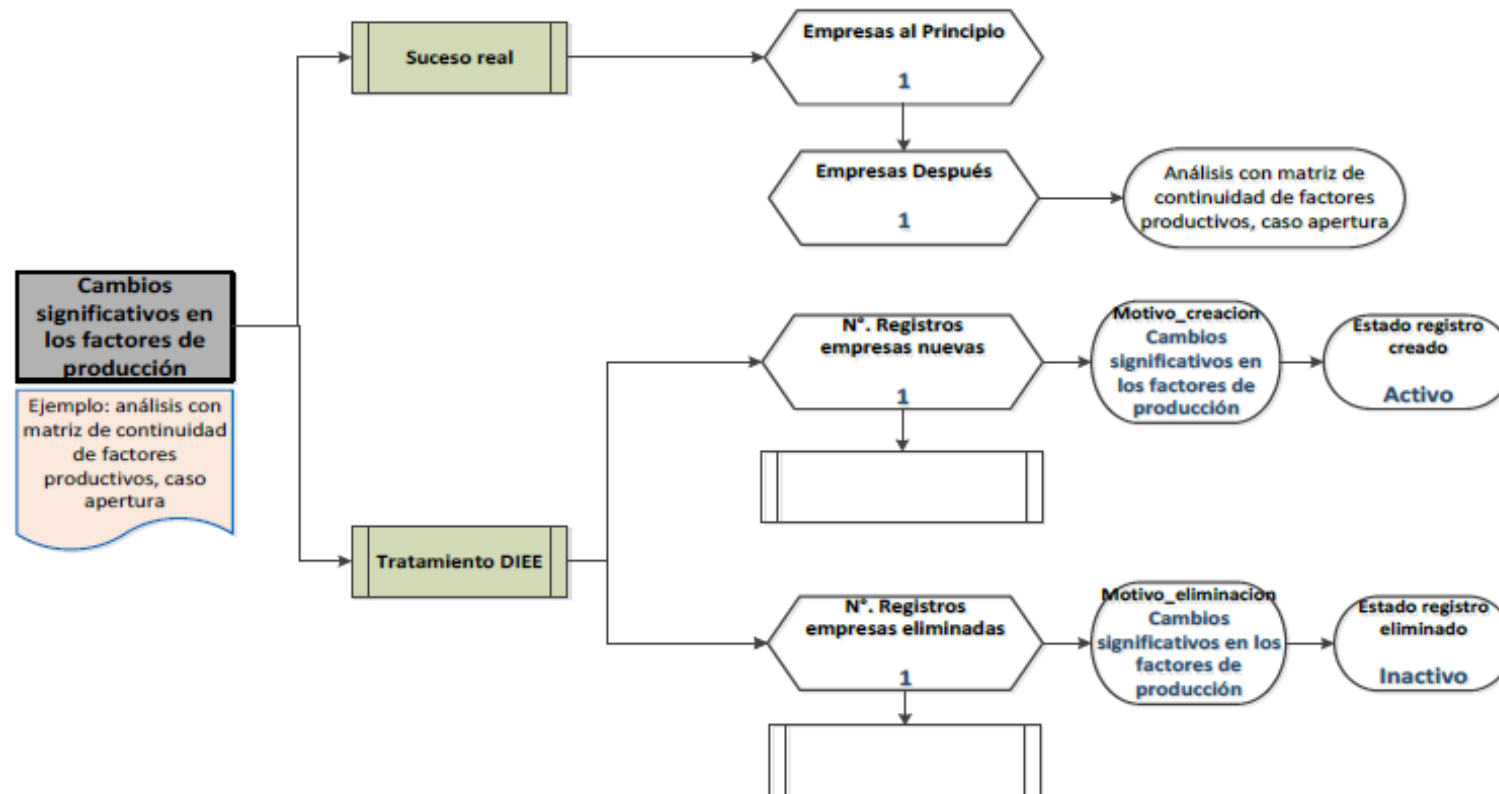 Suceso real
Empresas al Principio
1
Empresas Después
1
Análisis con matriz de
continuidad de factores
productivos, caso apertura
Cambios
significativos en
los factores de
producción
Ejemplo: análisis con
matriz de continuidad
de factores
productivos, caso
apertura
N°. Registros
empresas nuevas
1
Motivo_creacion
Cambios
significativos en
los factores de
producción
Estado registro
creado
Activo
Tratamiento DIEE
N°. Registros
empresas eliminadas
1
Motivo_eliminacion
Cambios
significativos en los
factores de
producción
Estado registro
eliminado
Inactivo